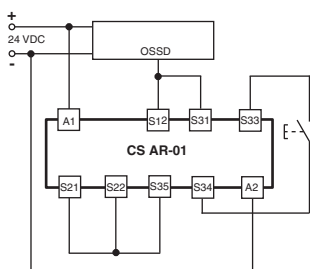 +
24 VDC
-
OSSD
A1 S12 S31 S33
CS AR-01
S21 S22 S35 S34 A2